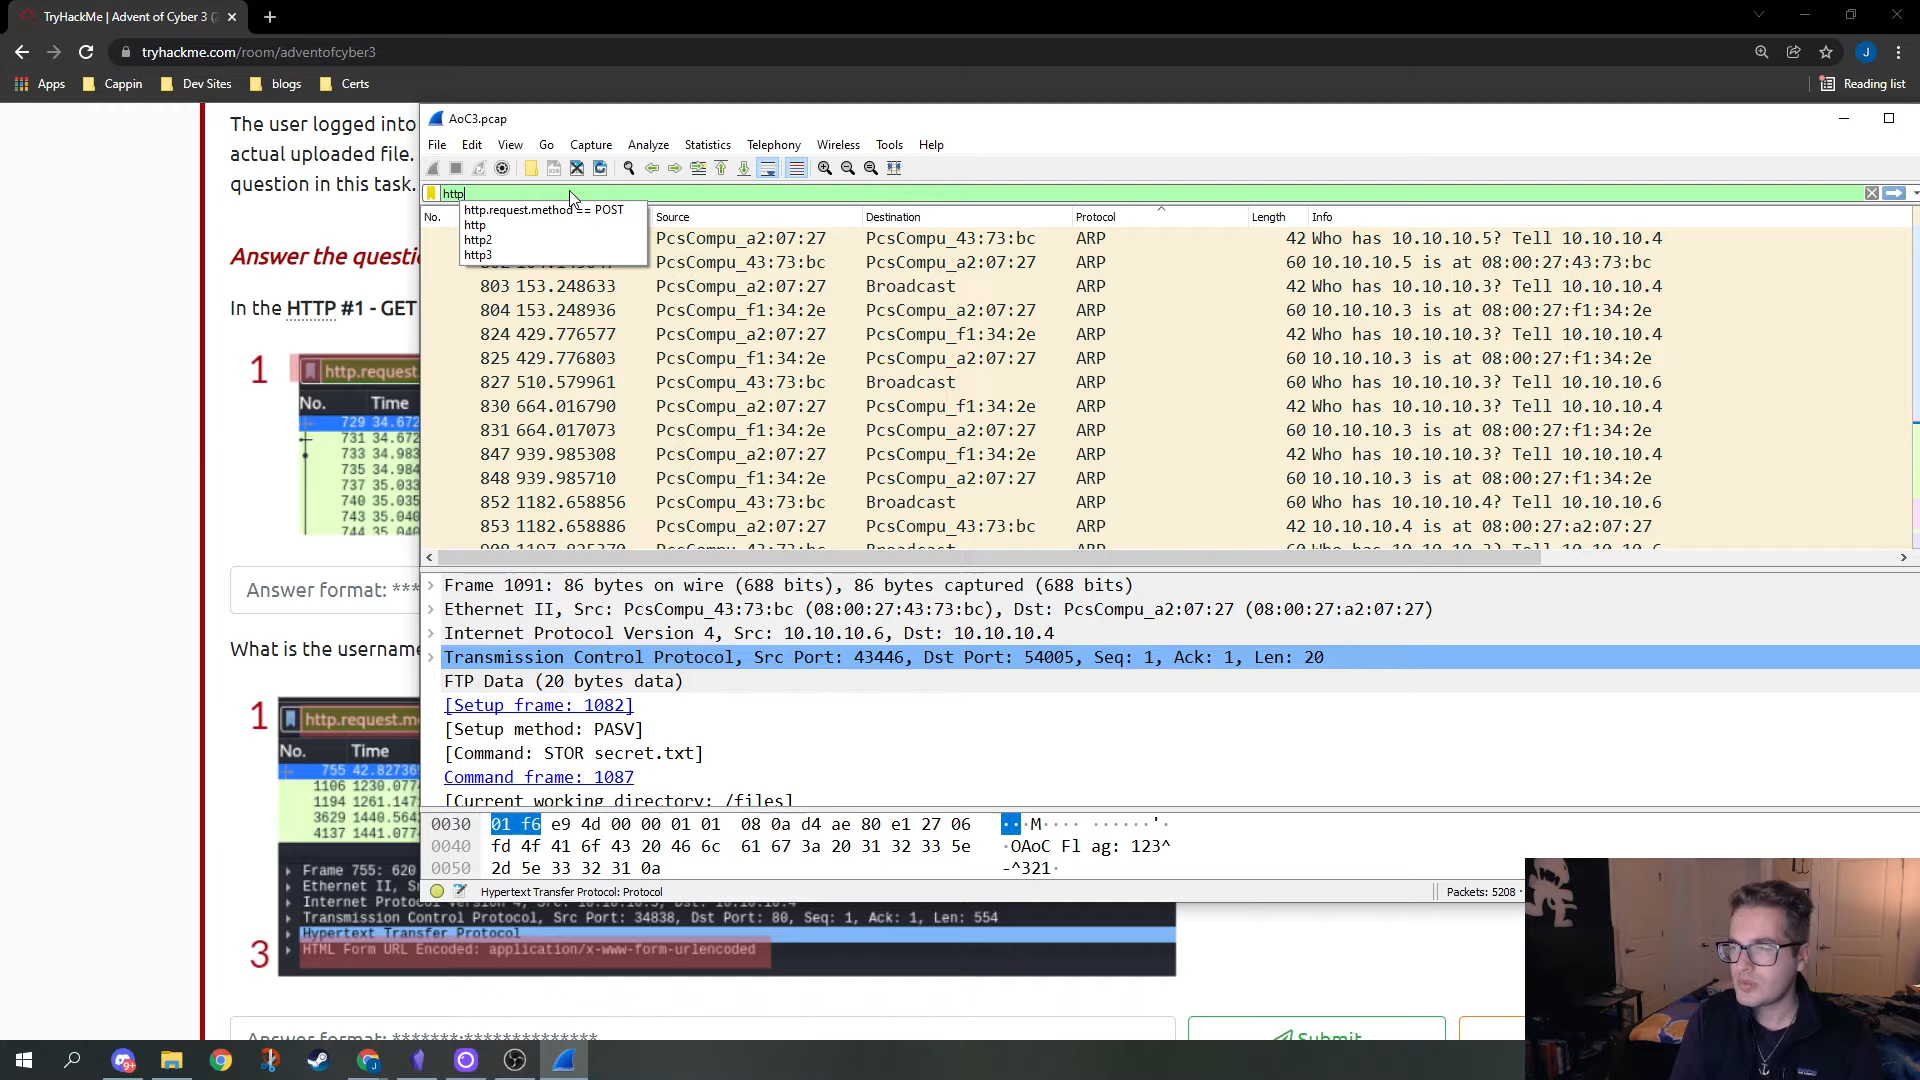 TryHackMe | Advent of Cyber 3 (
tryhackme.com/room/adventofcyber3
Apps
Cappin
Dev Sites
blogs
Certs
Reading list
The user logged into
actual uploaded file.
question in this task.
Answer the questi
In the HTTP #1 - GET
1
http.request
No. Time
729 34.672
731 34.672
733 34.983
735 34.984
737 35.033
740 35.035
743 35.040
744 35.040
Answer format: ***
What is the username
1
http.request.me
No. Time
755 42.827369
1106 1230.0774
1194 1261.147
3629 1440.564
4137 1441.0774
Frame 755: 620
Ethernet II, S
Internet Protocol Version 4, Src: 10.10.10.5, Dst: 10.10.10.4
Transmission Control Protocol, Src Port: 34838, Dst Port: 80, Seq: 1, Ack: 1, Len: 554
Hypertext Transfer Protocol
3
HTML Form URL Encoded: application/x-www-form-urlencoded
Answer format: *******:**************
Submit
AoC3.pcap
File Edit View Go Capture Analyze Statistics Telephony Wireless Tools Help
http
http.request.method == POST
http
http2
http3
No. Source Destination Protocol Length Info
PcsCompu_a2:07:27 PcsCompu_43:73:bc ARP 42 Who has 10.10.10.5? Tell 10.10.10.4
PcsCompu_43:73:bc PcsCompu_a2:07:27 ARP 60 10.10.10.5 is at 08:00:27:43:73:bc
803 153.248633 PcsCompu_a2:07:27 Broadcast ARP 42 Who has 10.10.10.3? Tell 10.10.10.4
804 153.248936 PcsCompu_f1:34:2e PcsCompu_a2:07:27 ARP 60 10.10.10.3 is at 08:00:27:f1:34:2e
824 429.776577 PcsCompu_a2:07:27 PcsCompu_f1:34:2e ARP 42 Who has 10.10.10.3? Tell 10.10.10.4
825 429.776803 PcsCompu_f1:34:2e PcsCompu_a2:07:27 ARP 60 10.10.10.3 is at 08:00:27:f1:34:2e
827 510.579961 PcsCompu_43:73:bc Broadcast ARP 60 Who has 10.10.10.3? Tell 10.10.10.6
830 664.016790 PcsCompu_a2:07:27 PcsCompu_f1:34:2e ARP 42 Who has 10.10.10.3? Tell 10.10.10.4
831 664.017073 PcsCompu_f1:34:2e PcsCompu_a2:07:27 ARP 60 10.10.10.3 is at 08:00:27:f1:34:2e
847 939.985308 PcsCompu_a2:07:27 PcsCompu_f1:34:2e ARP 42 Who has 10.10.10.3? Tell 10.10.10.4
848 939.985710 PcsCompu_f1:34:2e PcsCompu_a2:07:27 ARP 60 10.10.10.3 is at 08:00:27:f1:34:2e
852 1182.658856 PcsCompu_43:73:bc Broadcast ARP 60 Who has 10.10.10.4? Tell 10.10.10.6
853 1182.658886 PcsCompu_a2:07:27 PcsCompu_43:73:bc ARP 42 10.10.10.4 is at 08:00:27:a2:07:27
Frame 1091: 86 bytes on wire (688 bits), 86 bytes captured (688 bits)
Ethernet II, Src: PcsCompu_43:73:bc (08:00:27:43:73:bc), Dst: PcsCompu_a2:07:27 (08:00:27:a2:07:27)
Internet Protocol Version 4, Src: 10.10.10.6, Dst: 10.10.10.4
Transmission Control Protocol, Src Port: 43446, Dst Port: 54005, Seq: 1, Ack: 1, Len: 20
FTP Data (20 bytes data)
[Setup frame: 1082]
[Setup method: PASV]
[Command: STOR secret.txt]
Command frame: 1087
[Current working directory: /files]
0030 01 f6 e9 4d 00 00 01 01 08 0a d4 ae 80 e1 27 06 ···M···· ······'·
0040 fd 4f 41 6f 43 20 46 6c 61 67 3a 20 31 32 33 5e ·OAoC Fl ag: 123^
0050 2d 5e 33 32 31 0a -^321·
Hypertext Transfer Protocol: Protocol
Packets: 5208 ·